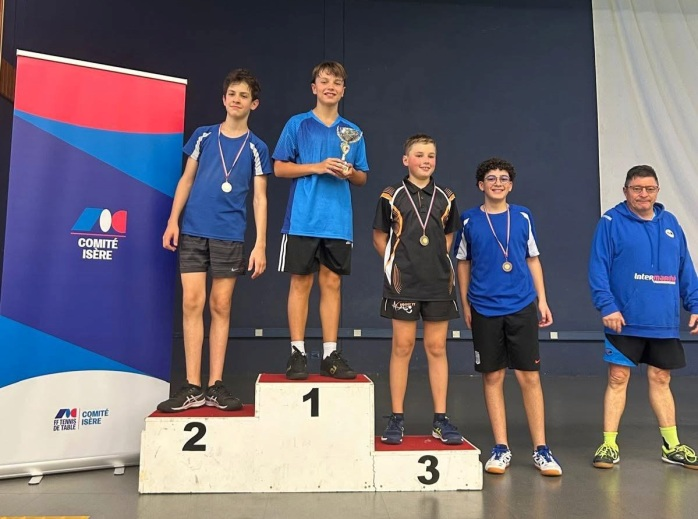 COMITÉ
ISÈRE
FF TENNIS
DE TABLE
COMITÉ
ISÈRE
2
1
3
intermarché